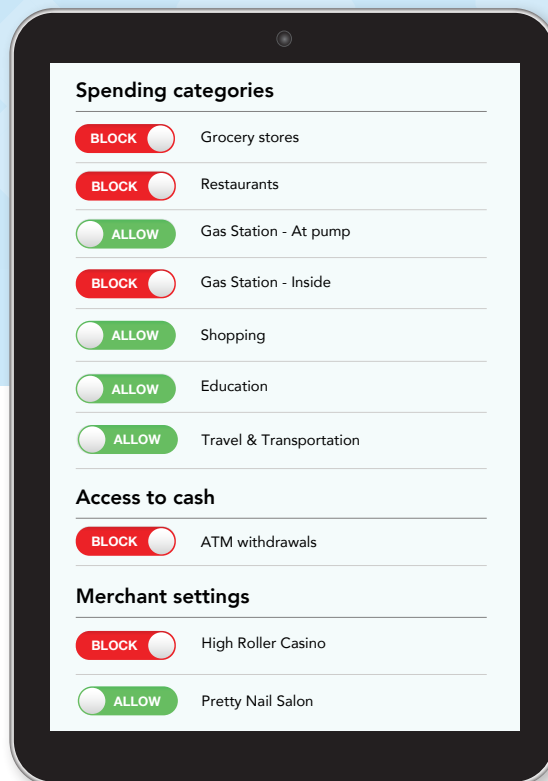 Spending categories
BLOCK Grocery stores
BLOCK Restaurants
ALLOW Gas Station - At pump
BLOCK Gas Station - Inside
ALLOW Shopping
ALLOW Education
ALLOW Travel & Transportation
Access to cash
BLOCK ATM withdrawals
Merchant settings
BLOCK High Roller Casino
ALLOW Pretty Nail Salon